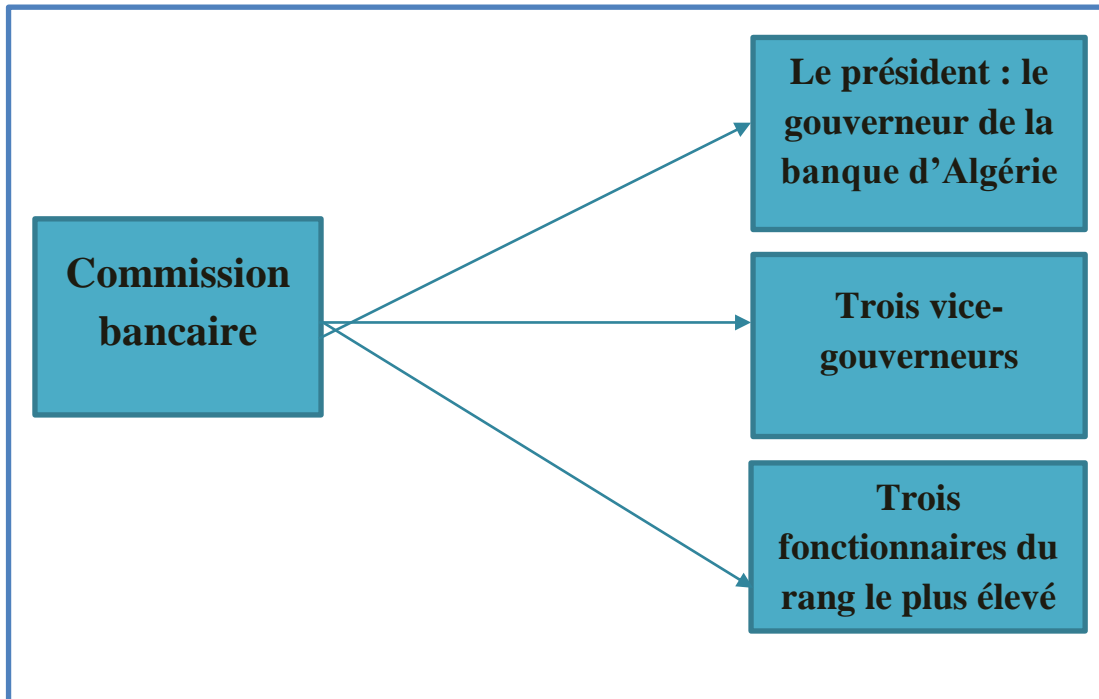 Commission
bancaire
Le président : le
gouverneur de la
banque d’Algérie
Trois vice-
gouverneurs
Trois
fonctionnaires du
rang le plus élevé